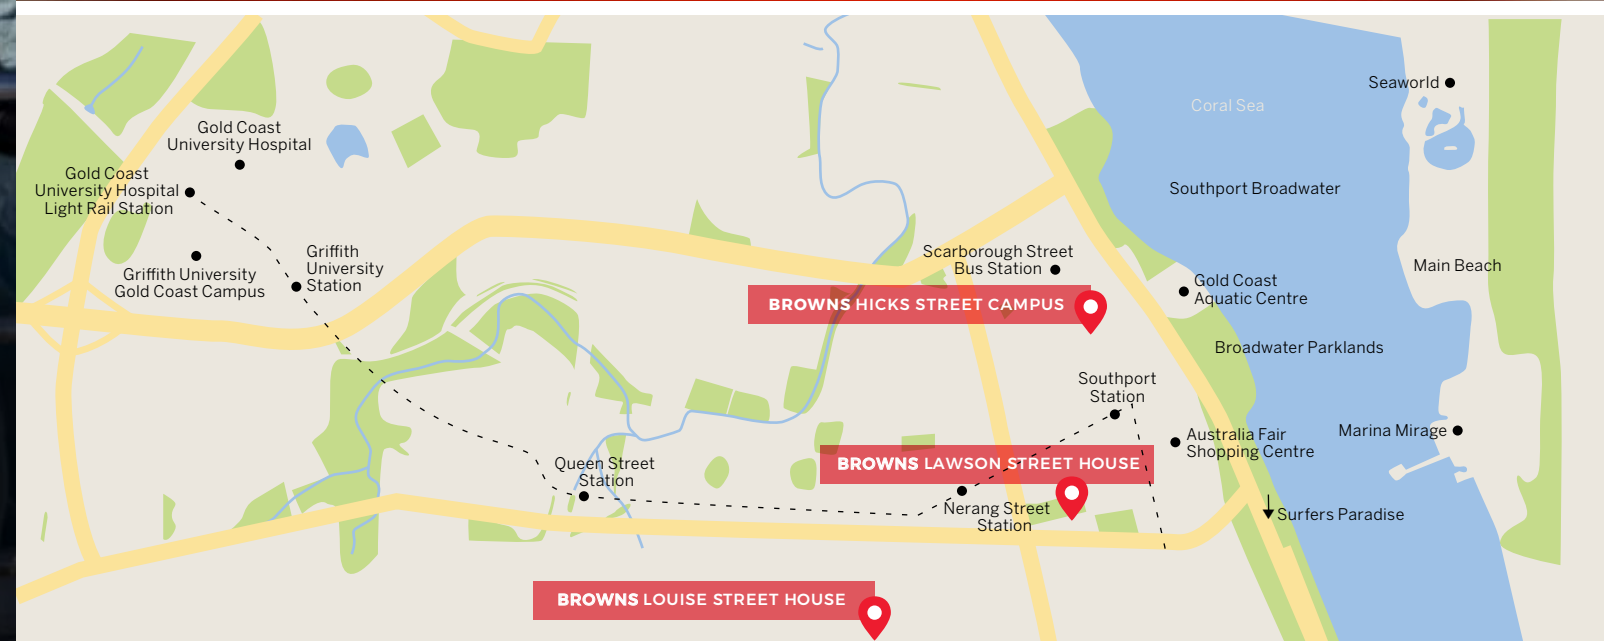 Seaworld
Coral Sea
Gold Coast
University Hospital
Gold Coast
University Hospital
Light Rail Station
Southport Broadwater
Griffith
University
Station
Scarborough Street
Bus Station
Main Beach
Griffith University
Gold Coast Campus
Gold Coast
Aquatic Centre
BROWNS HICKS STREET CAMPUS
Broadwater Parklands
Southport
Station
Australia Fair
Shopping Centre
Marina Mirage
Queen Street
Station
BROWNS LAWSON STREET HOUSE
Nerang Street
Station
Surfers Paradise
BROWNS LOUISE STREET HOUSE